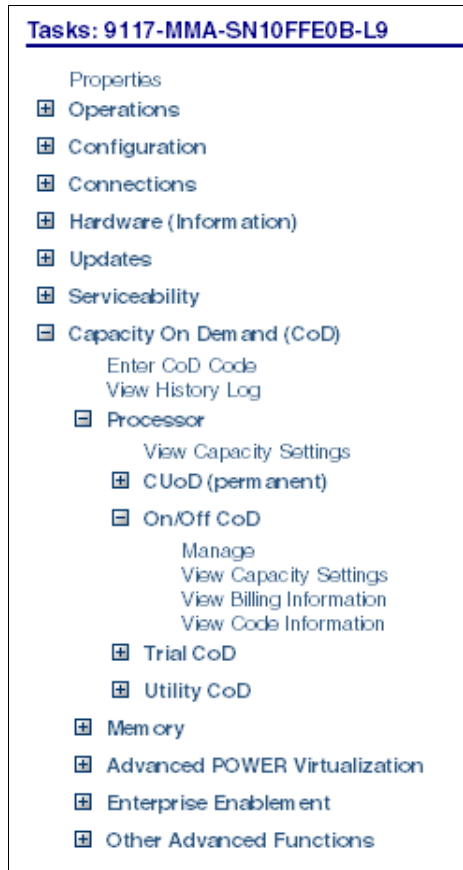 Tasks: 9117-MMA-SN10FFE0B-L9
Properties
Operations
Configuration
Connections
Hardware (Information)
Updates
Serviceability
Capacity On Demand (CoD)
Enter CoD Code
View History Log
Processor
View Capacity Settings
CUoD (permanent)
On/Off CoD
Manage
View Capacity Settings
View Billing Information
View Code Information
Trial CoD
Utility CoD
Memory
Advanced POWER Virtualization
Enterprise Enablement
Other Advanced Functions